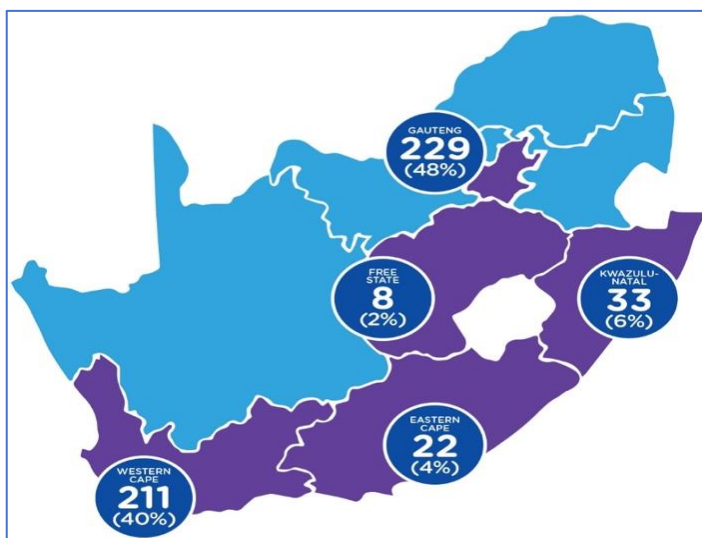 GAUTENG
229
(48%)
FREE
STATE
8
(2%)
KWAZULU-
NATAL
33
(6%)
EASTERN
CAPE
22
(4%)
WESTERN
CAPE
211
(40%)